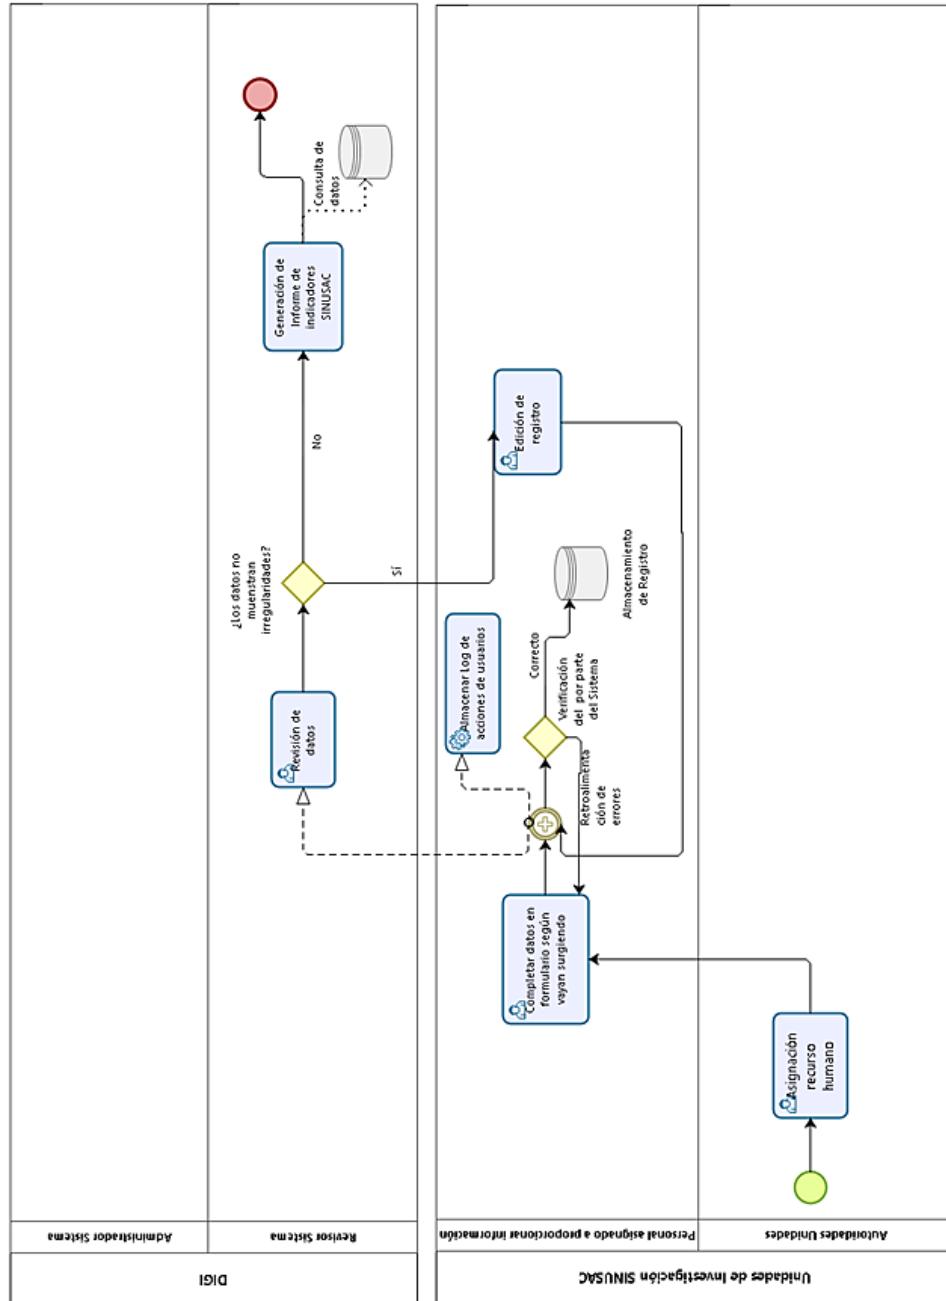 DIGI
Administrador Sistema
Revisor Sistema
Revisión de
datos
¿Los datos no
muenstran
irregularidades?
No
Sí
Generación de
Informe de
indicadores
SINUSAC
Consulta de
datos
Unidades de Investigación SINUSAC
Personal asignado a proporcionar información
Completar datos en
formulario según
vayan surgiendo
Almacenar Log de
acciones de usuarios
Retroalimenta
ción de
errores
Verificación
del por parte
del Sistema
Correcto
Almacenamiento
de Registro
Edición de
registro
Autoridades Unidades
Asignación
recurso
humano